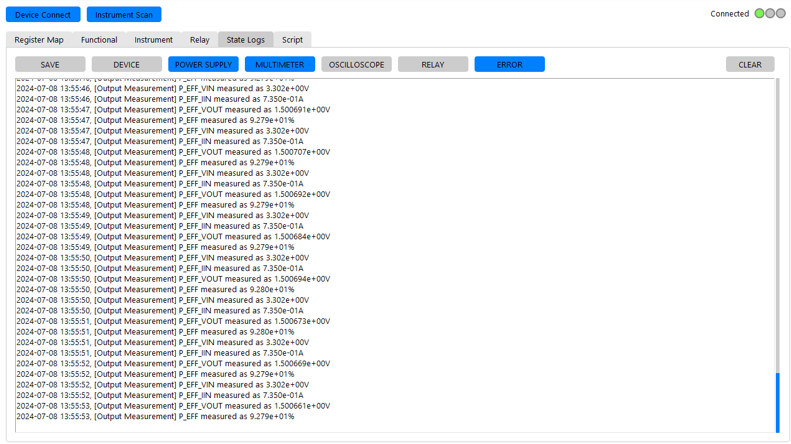 Device Connect Instrument Scan Connected
Register Map Functional Instrument Relay State Logs Script
SAVE DEVICE POWER SUPPLY MULTIMETER OSCILLOSCOPE RELAY ERROR CLEAR
2024-07-08 13:55:46, [Output Measurement] P_EFF_VIN measured as 3.302e+00V
2024-07-08 13:55:46, [Output Measurement] P_EFF_IIN measured as 7.350e-01A
2024-07-08 13:55:47, [Output Measurement] P_EFF_VOUT measured as 1.500691e+00V
2024-07-08 13:55:47, [Output Measurement] P_EFF measured as 9.279e+01%
2024-07-08 13:55:47, [Output Measurement] P_EFF_VIN measured as 3.302e+00V
2024-07-08 13:55:47, [Output Measurement] P_EFF_IIN measured as 7.350e-01A
2024-07-08 13:55:48, [Output Measurement] P_EFF_VOUT measured as 1.500707e+00V
2024-07-08 13:55:48, [Output Measurement] P_EFF measured as 9.279e+01%
2024-07-08 13:55:48, [Output Measurement] P_EFF_VIN measured as 3.302e+00V
2024-07-08 13:55:48, [Output Measurement] P_EFF_IIN measured as 7.350e-01A
2024-07-08 13:55:48, [Output Measurement] P_EFF_VOUT measured as 1.500692e+00V
2024-07-08 13:55:48, [Output Measurement] P_EFF measured as 9.279e+01%
2024-07-08 13:55:49, [Output Measurement] P_EFF_VIN measured as 3.302e+00V
2024-07-08 13:55:49, [Output Measurement] P_EFF_IIN measured as 7.350e-01A
2024-07-08 13:55:49, [Output Measurement] P_EFF_VOUT measured as 1.500684e+00V
2024-07-08 13:55:49, [Output Measurement] P_EFF measured as 9.279e+01%
2024-07-08 13:55:50, [Output Measurement] P_EFF_VIN measured as 3.302e+00V
2024-07-08 13:55:50, [Output Measurement] P_EFF_IIN measured as 7.350e-01A
2024-07-08 13:55:50, [Output Measurement] P_EFF_VOUT measured as 1.500694e+00V
2024-07-08 13:55:50, [Output Measurement] P_EFF measured as 9.280e+01%
2024-07-08 13:55:50, [Output Measurement] P_EFF_VIN measured as 3.302e+00V
2024-07-08 13:55:50, [Output Measurement] P_EFF_IIN measured as 7.350e-01A
2024-07-08 13:55:51, [Output Measurement] P_EFF_VOUT measured as 1.500673e+00V
2024-07-08 13:55:51, [Output Measurement] P_EFF measured as 9.280e+01%
2024-07-08 13:55:51, [Output Measurement] P_EFF_VIN measured as 3.302e+00V
2024-07-08 13:55:51, [Output Measurement] P_EFF_IIN measured as 7.350e-01A
2024-07-08 13:55:52, [Output Measurement] P_EFF_VOUT measured as 1.500669e+00V
2024-07-08 13:55:52, [Output Measurement] P_EFF measured as 9.279e+01%
2024-07-08 13:55:52, [Output Measurement] P_EFF_VIN measured as 3.302e+00V
2024-07-08 13:55:52, [Output Measurement] P_EFF_IIN measured as 7.350e-01A
2024-07-08 13:55:53, [Output Measurement] P_EFF_VOUT measured as 1.500661e+00V
2024-07-08 13:55:53, [Output Measurement] P_EFF measured as 9.279e+01%